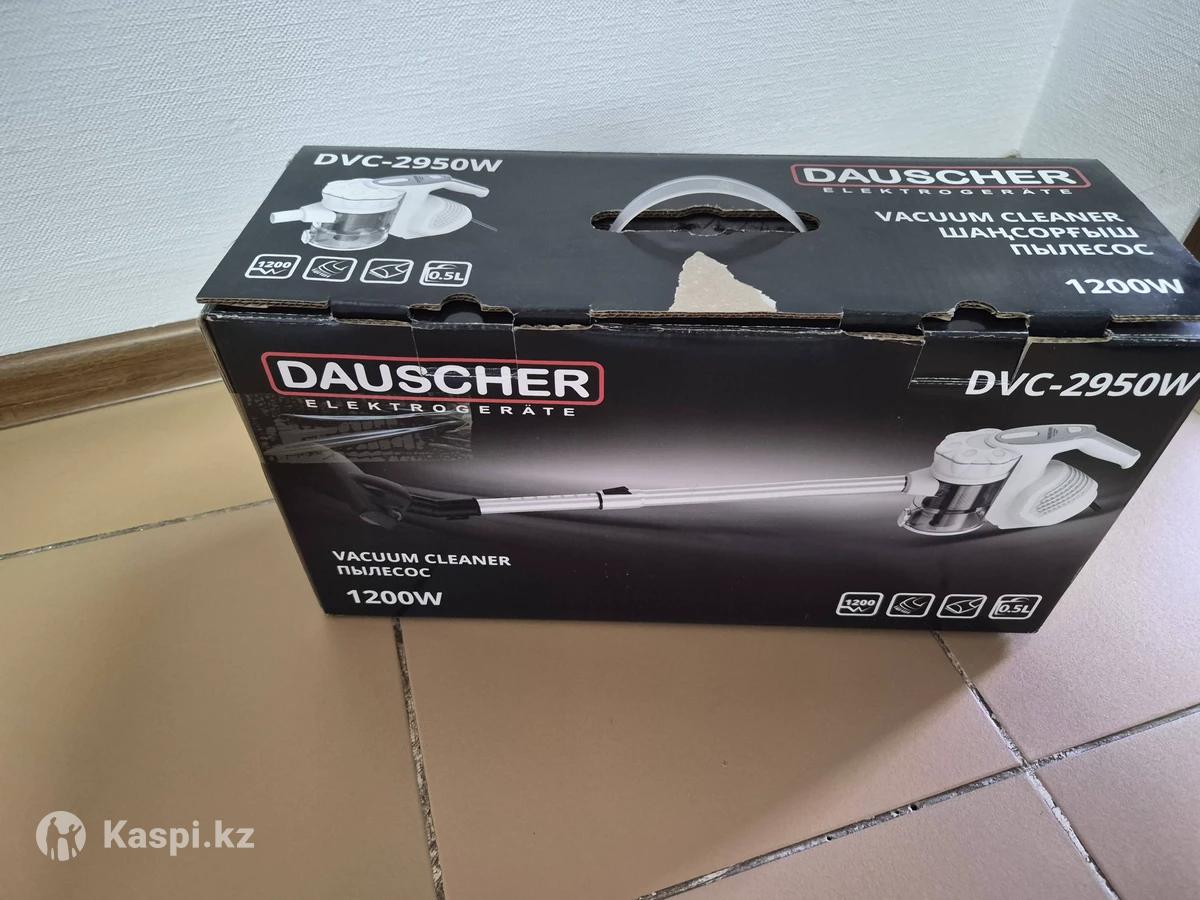 DVC-2950W
1200
0.5L
DAUSCHER
ELEKTROGERÄTE
VACUUM CLEANER
ШАҢСОРҒЫШ
ПЫЛЕСОС
1200W
DAUSCHER
ELEKTROGERÄTE
DVC-2950W
VACUUM CLEANER
ПЫЛЕСОС
1200W
1200
0.5L
Kaspi.kz